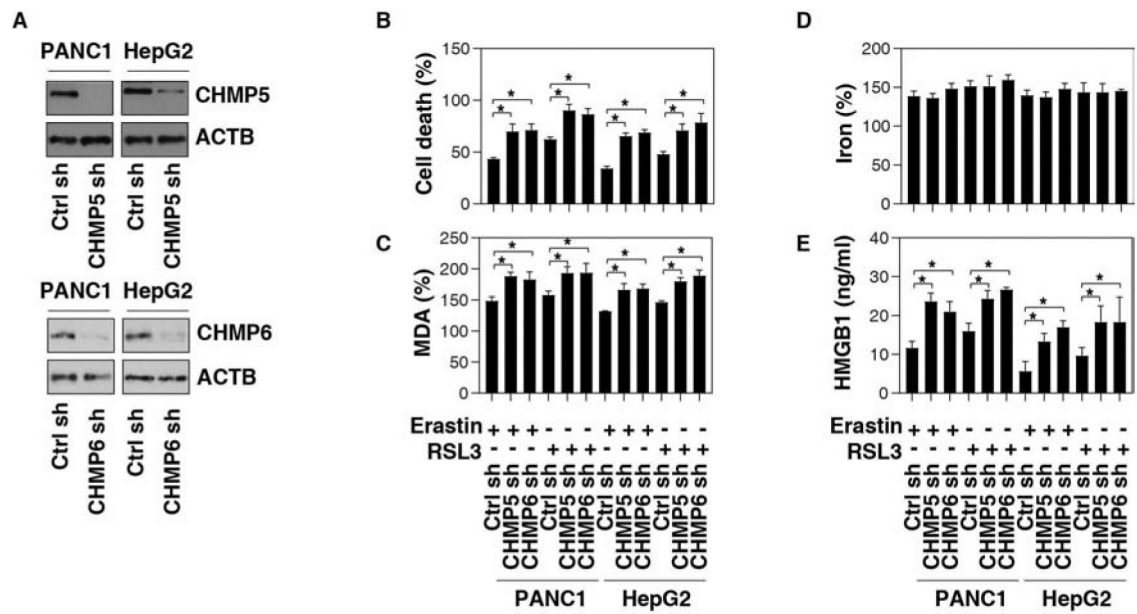 A
PANC1 HepG2
CHMP5
ACTB
Ctrl sh
CHMP5 sh
Ctrl sh
CHMP5 sh
PANC1 HepG2
CHMP6
ACTB
Ctrl sh
CHMP6 sh
Ctrl sh
CHMP6 sh
B
Cell death (%)
150
100
50
0
* * * * * * * *
C
MDA (%)
250
200
150
100
50
0
* * * * * * * *
Erastin + + + - - - + + + - - -
RSL3 - - - + + + - - - + + +
Ctrl sh
CHMP5 sh
CHMP6 sh
Ctrl sh
CHMP5 sh
CHMP6 sh
Ctrl sh
CHMP5 sh
CHMP6 sh
Ctrl sh
CHMP5 sh
CHMP6 sh
PANC1 HepG2
D
Iron (%)
200
150
100
50
0
E
HMGB1 (ng/ml)
40
30
20
10
0
* * * * * * * *
Erastin + + + - - - + + + - - -
RSL3 - - - + + + - - - + + +
Ctrl sh
CHMP5 sh
CHMP6 sh
Ctrl sh
CHMP5 sh
CHMP6 sh
Ctrl sh
CHMP5 sh
CHMP6 sh
Ctrl sh
CHMP5 sh
CHMP6 sh
PANC1 HepG2